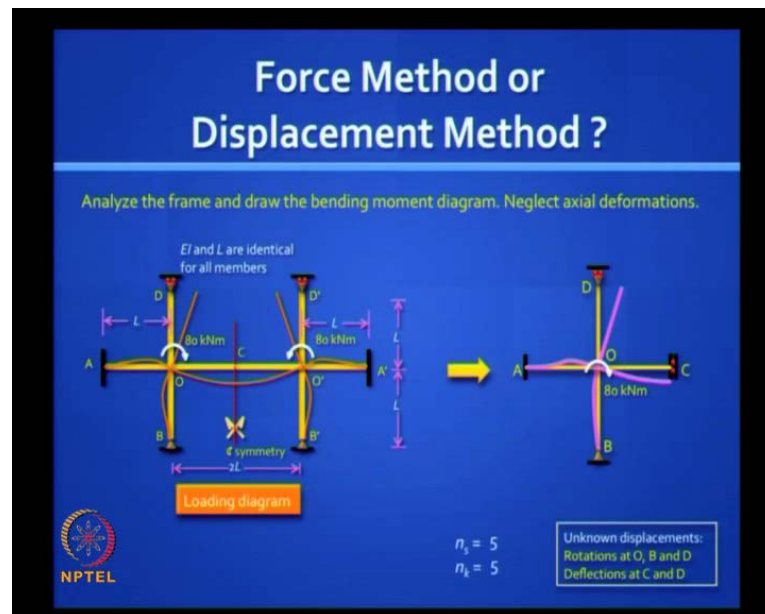 Force Method or
Displacement Method ?
Analyze the frame and draw the bending moment diagram. Neglect axial deformations.
EI and L are identical
for all members
D
D'
L
L
L
80 kNm
80 kNm
C
A
A'
O
O'
L
B
B'
¢ symmetry
2L
Loading diagram
D
O
A
C
80 kNm
B
nₛ = 5
nₖ = 5
Unknown displacements:
Rotations at O, B and D
Deflections at C and D
NPTEL